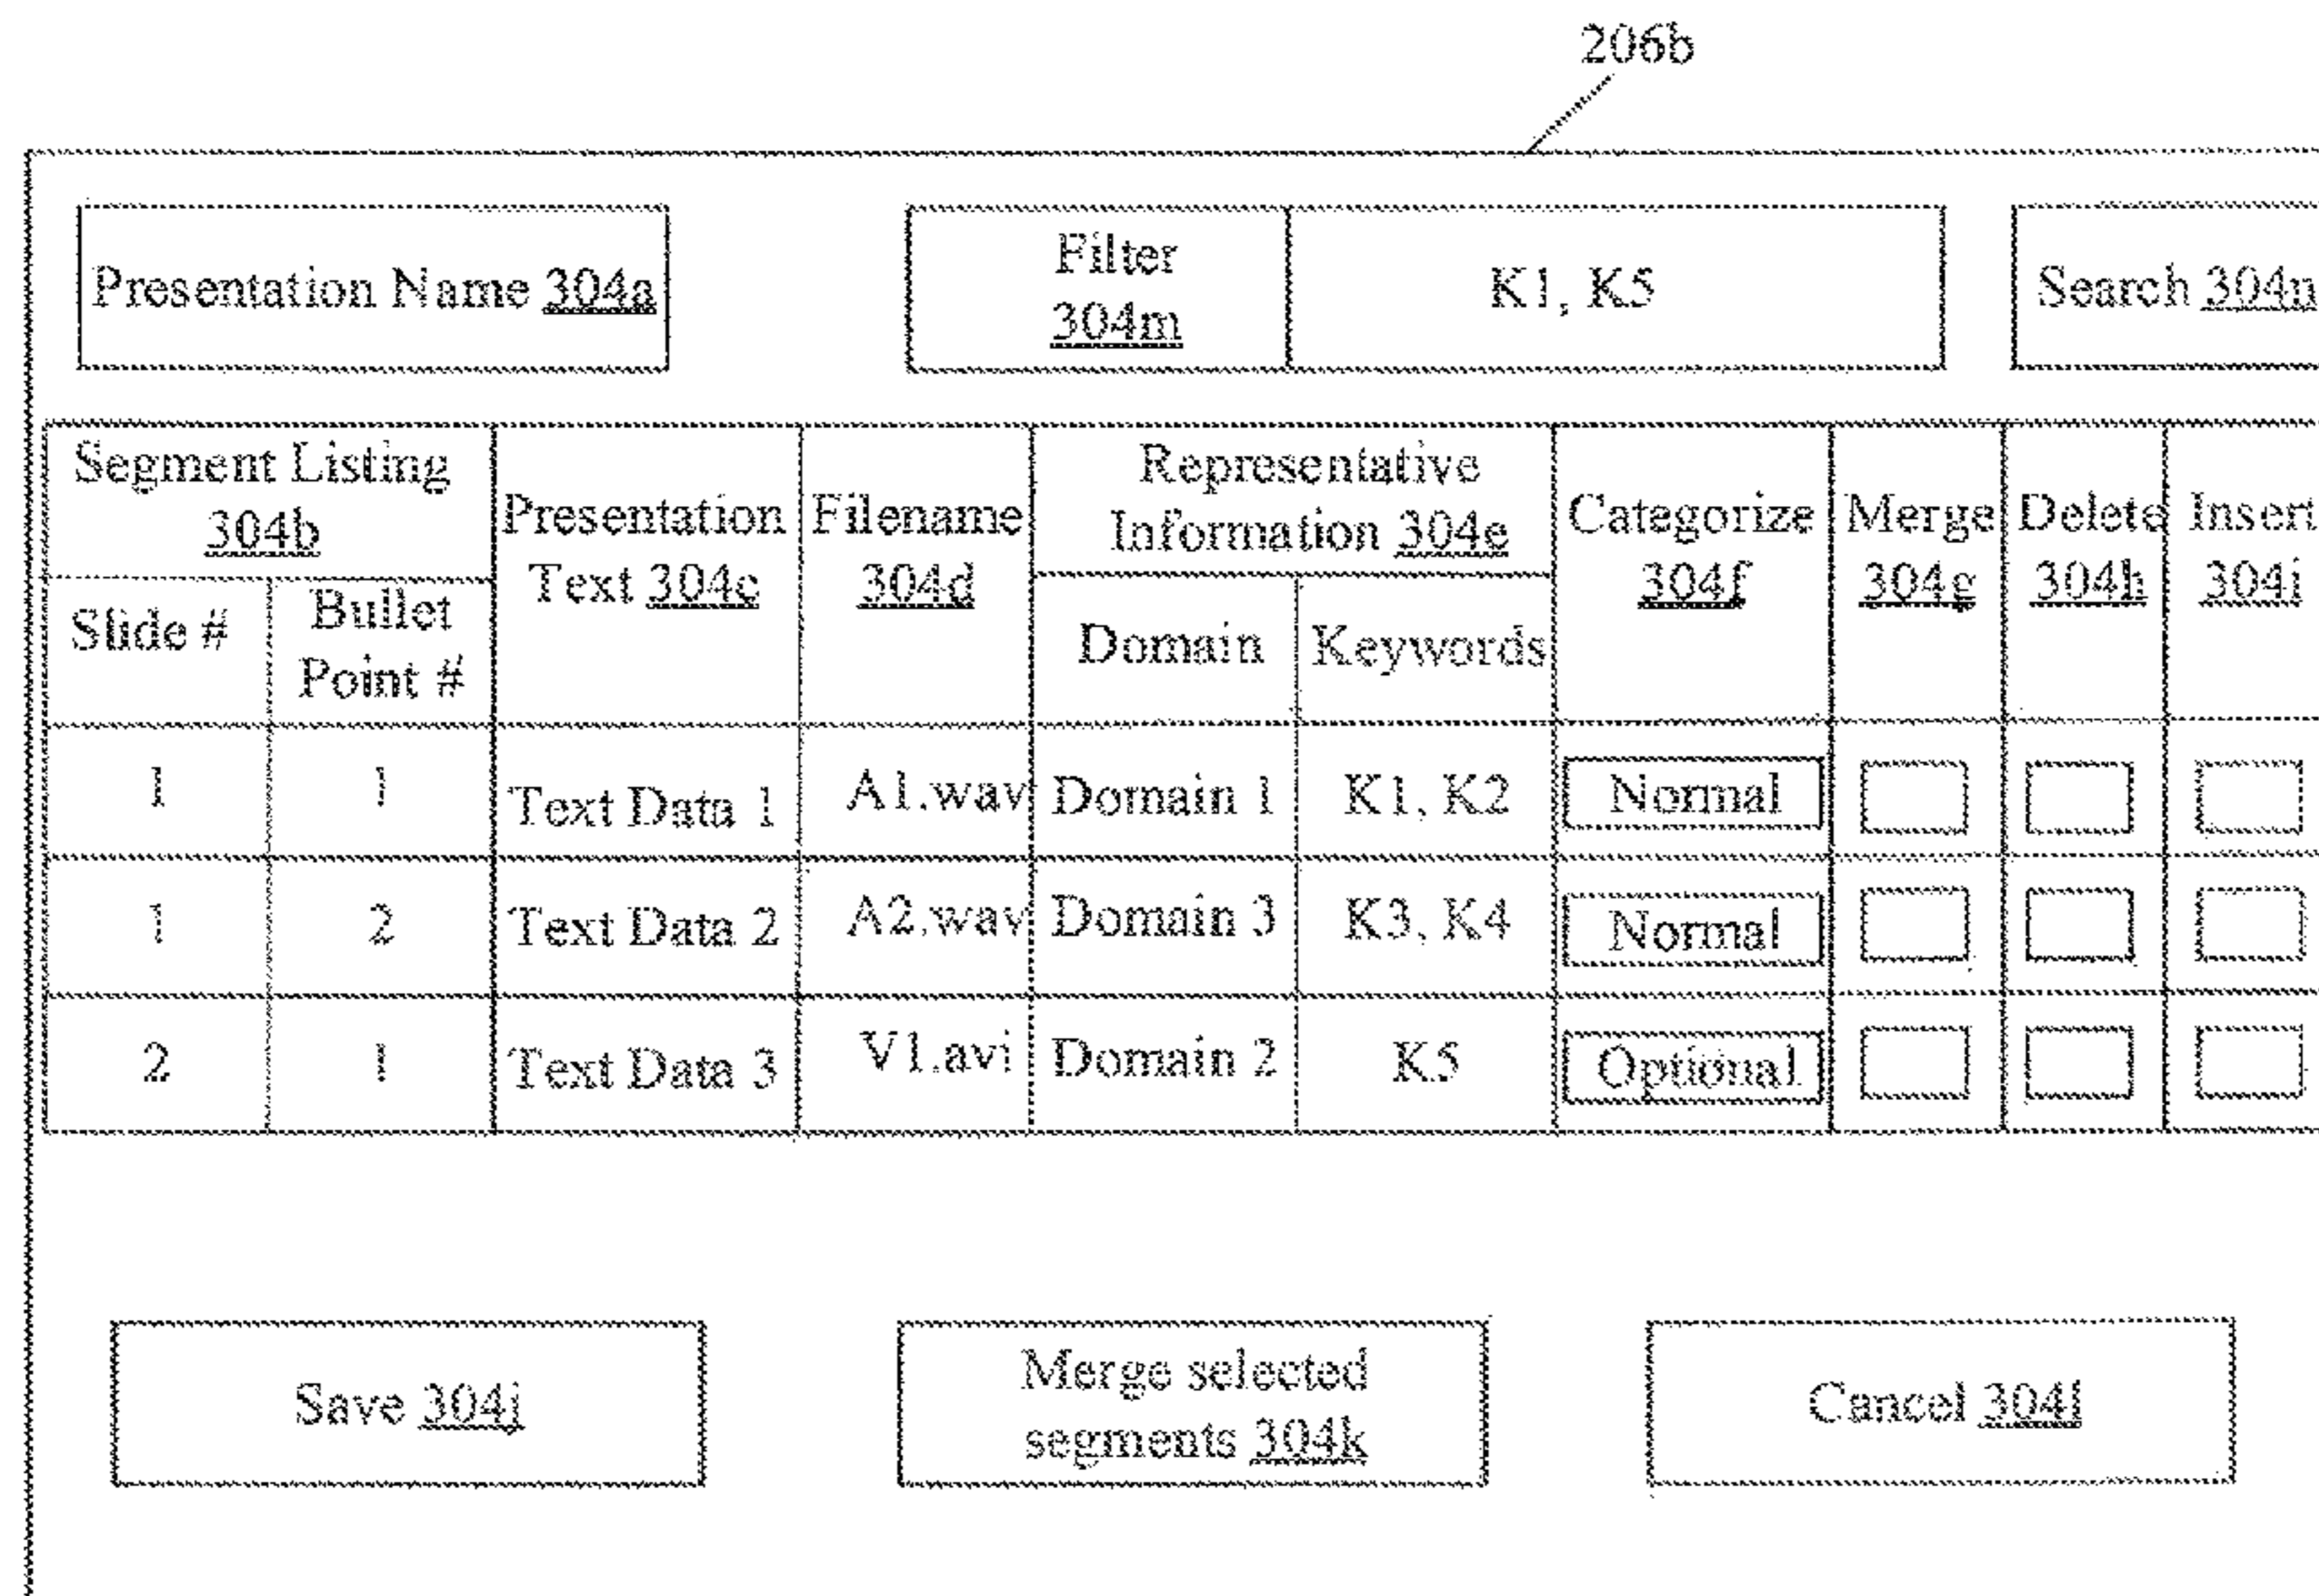 206b
Presentation Name 304a
Filter
304m
K1, K5
Search 304n
Segment Listing
304b
Presentation
Text 304c
Filename
304d
Representative
Information 304e
Categorize
304f
Merge
304g
Delete
304h
Insert
304i
Slide #
Bullet
Point #
Domain
Keywords
1 1 Text Data 1 A1.wav Domain 1 K1, K2 Normal
1 2 Text Data 2 A2.wav Domain 3 K3, K4 Normal
2 1 Text Data 3 V1.avi Domain 2 K5 Optional
Save 304j
Merge selected
segments 304k
Cancel 304l